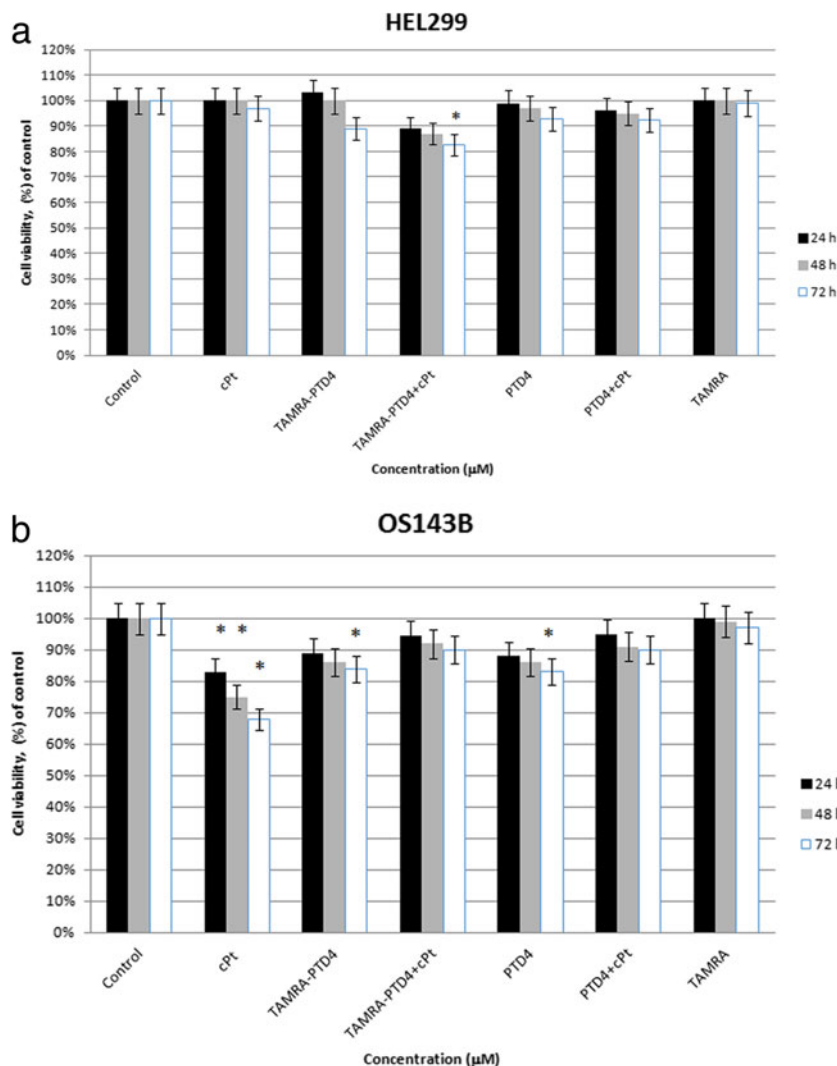 a
HEL299
120%
110%
100%
90%
80%
70%
60%
50%
40%
30%
20%
10%
0%
Cell viability, (%) of control
*
24 h
48 h
72 h
Control
cPt
TAMRA-PTD4
TAMRA-PTD4+cPt
PTD4
PTD4+cPt
TAMRA
Concentration (µM)
b
OS143B
120%
110%
100%
90%
80%
70%
60%
50%
40%
30%
20%
10%
0%
Cell viability, (%) of control
* *
*
*
*
24 l
48 l
72 l
Control
cPt
TAMRA-PTD4
TAMRA-PTD4+cPt
PTD4
PTD4+cPt
TAMRA
Concentration (µM)